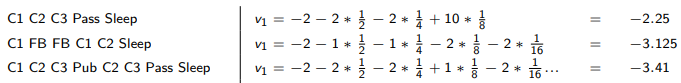 C1 C2 C3 Pass Sleep v₁ = −2 − 2 ∗ 1/2 − 2 ∗ 1/4 + 10 ∗ 1/8 = −2.25
C1 FB FB C1 C2 Sleep v₁ = −2 − 1 ∗ 1/2 − 1 ∗ 1/4 − 2 ∗ 1/8 − 2 ∗ 1/16 = −3.125
C1 C2 C3 Pub C2 C3 Pass Sleep v₁ = −2 − 2 ∗ 1/2 − 2 ∗ 1/4 + 1 ∗ 1/8 − 2 ∗ 1/16 ... = −3.41